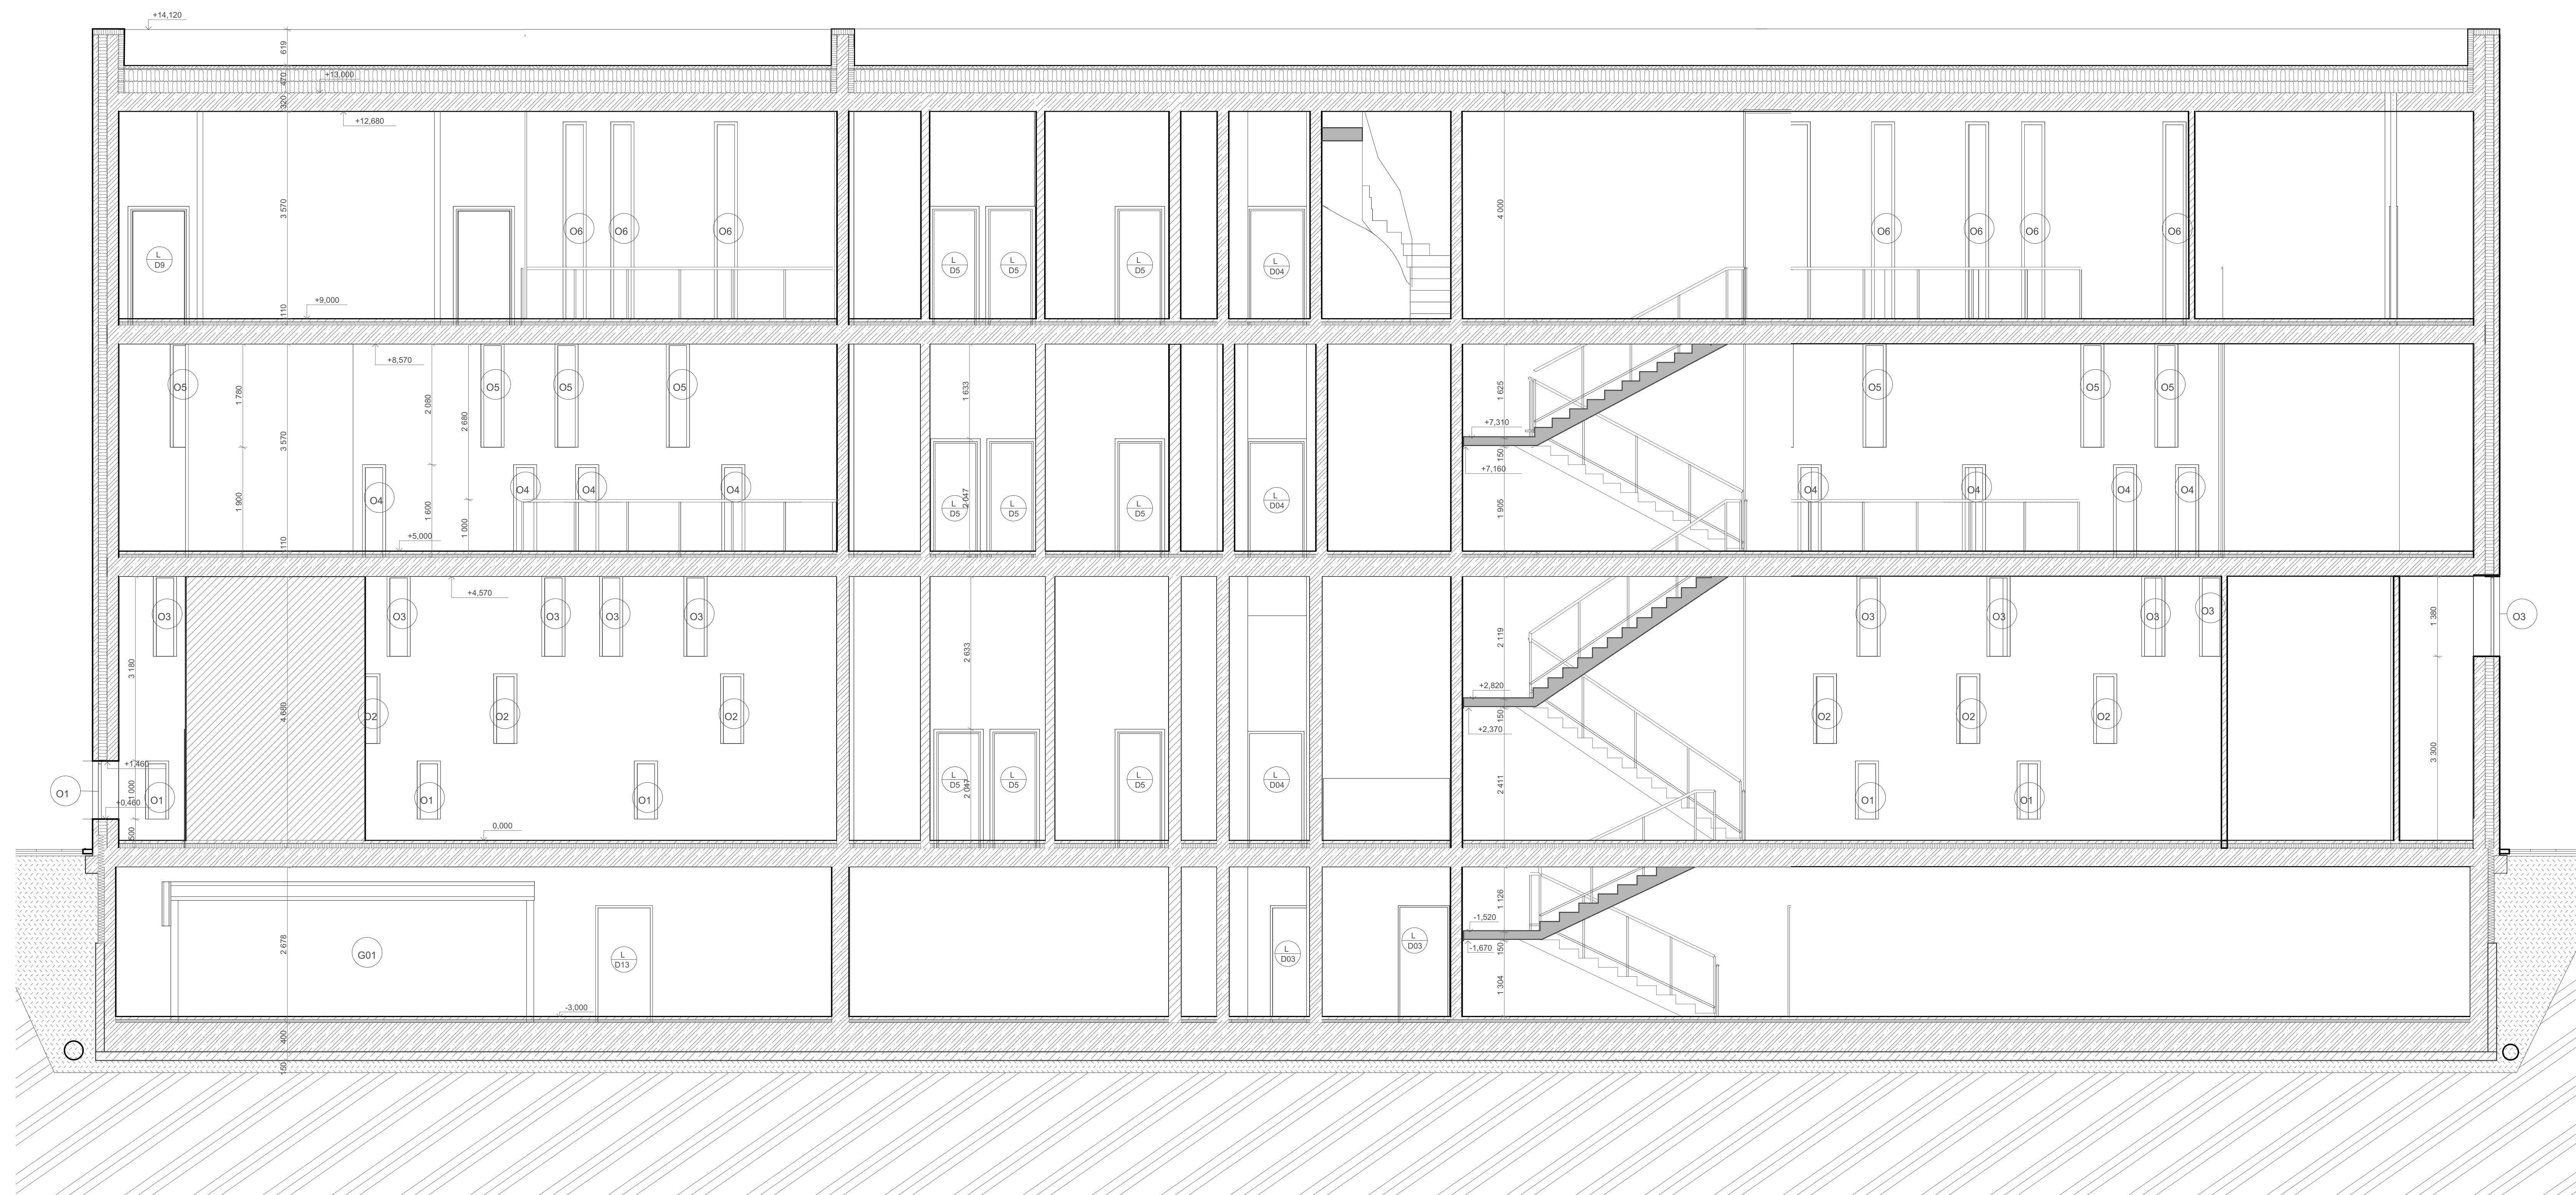 +14,120
619
470
+13,000
320
+12,680
3 570
4 000
O6
O6
O6
O6
O6
O6
O6
L
D9
L
D5
L
D5
L
D5
L
D04
+9,000
110
+8,570
O5
O5
O5
O5
O5
O5
O5
1 780
2 080
2 680
3 570
1 633
1 625
+7,310
150
+7,160
O4
O4
O4
O4
O4
O4
O4
O4
1 900
1 600
1 000
2 047
1 905
L
D5
L
D5
L
D5
L
D04
+5,000
110
+4,570
O3
O3
O3
O3
O3
O3
O3
O3
O3
O3
1 380
3 180
4 680
2 633
2 119
+2,820
150
+2,370
O2
O2
O2
O2
O2
O2
3 300
+1,460
O1
O1
O1
O1
O1
O1
1 000
+0,460
L
D5
L
D5
L
D5
L
D04
2 047
2 411
500
0,000
1 126
-1,520
150
-1,670
2 678
G01
L
D13
L
D03
L
D03
1 304
-3,000
400
150